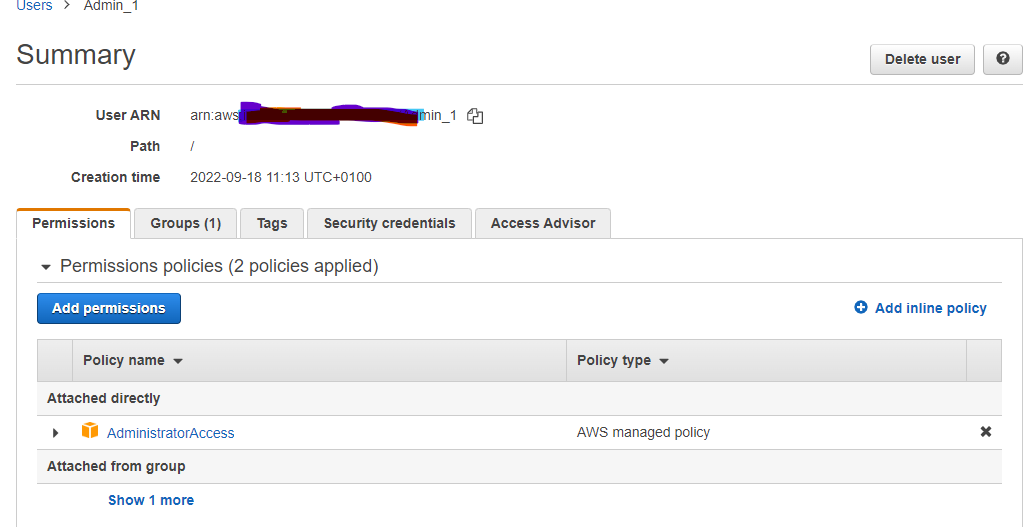 Users > Admin_1
Summary
Delete user
User ARN arn:aws min_1
Path /
Creation time 2022-09-18 11:13 UTC+0100
Permissions Groups (1) Tags Security credentials Access Advisor
Permissions policies (2 policies applied)
Add permissions Add inline policy
Policy name Policy type
Attached directly
AdministratorAccess AWS managed policy
Attached from group
Show 1 more